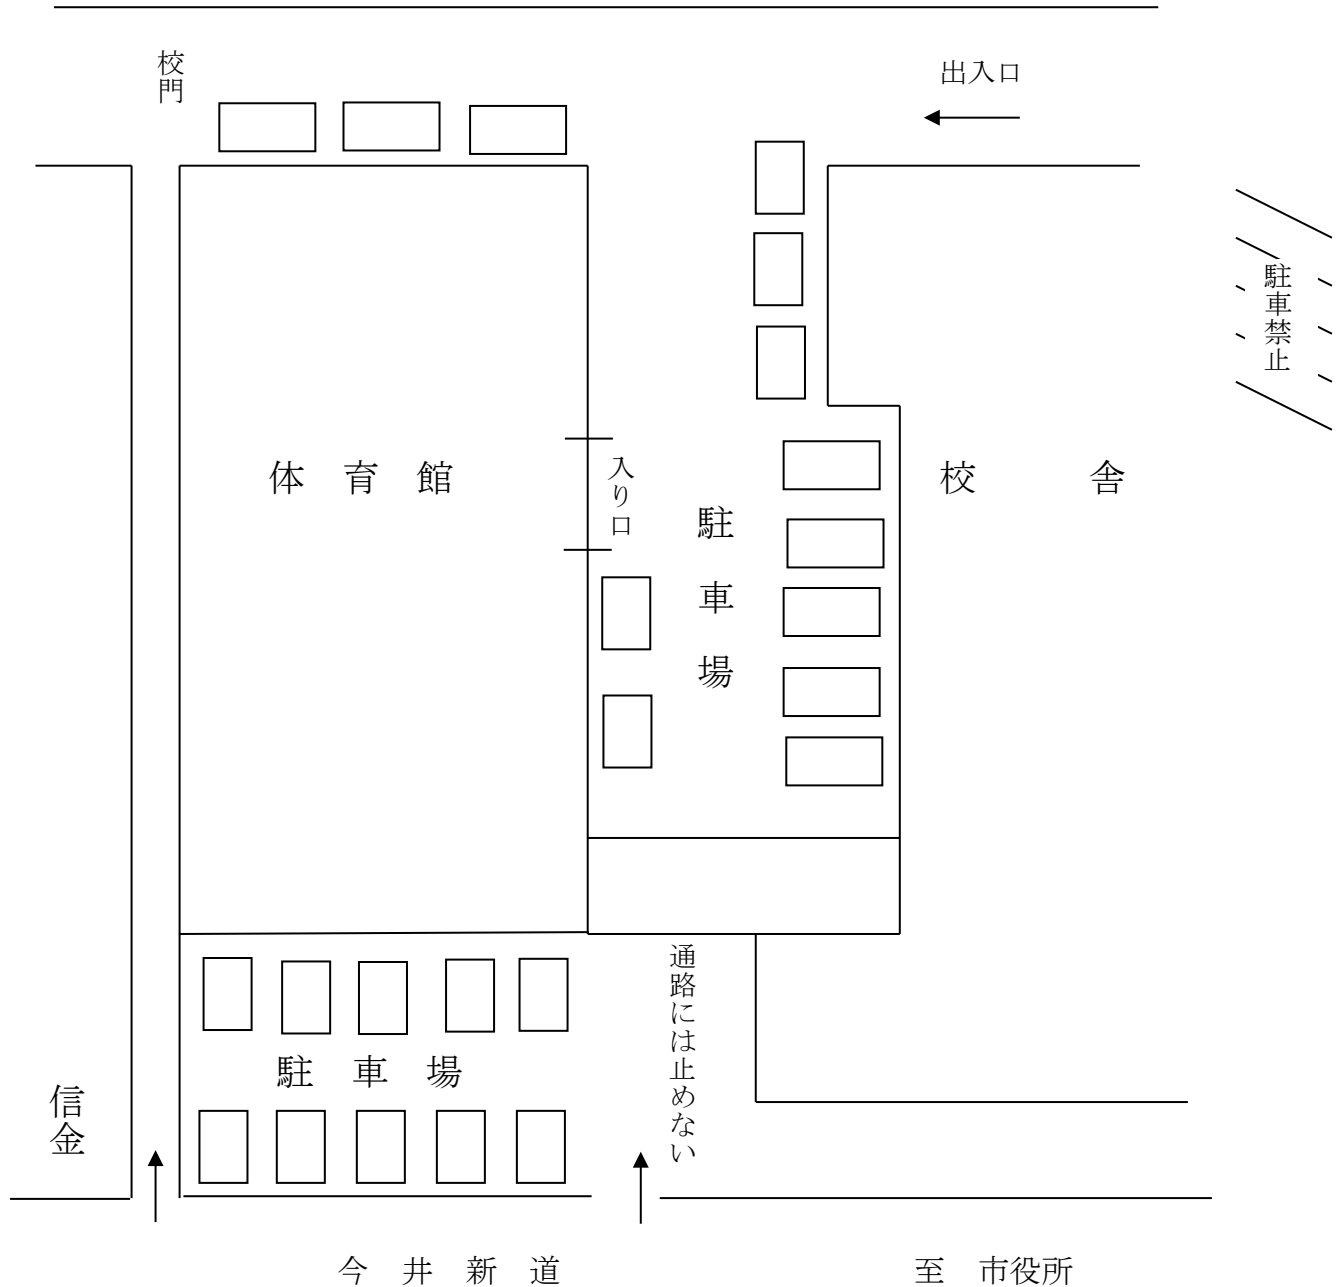 校門
出入口
駐車禁止
体　育　館
入り口
駐車場
校　　舎
通路には止めない
駐　車　場
信金
今　井　新　道
至　市役所